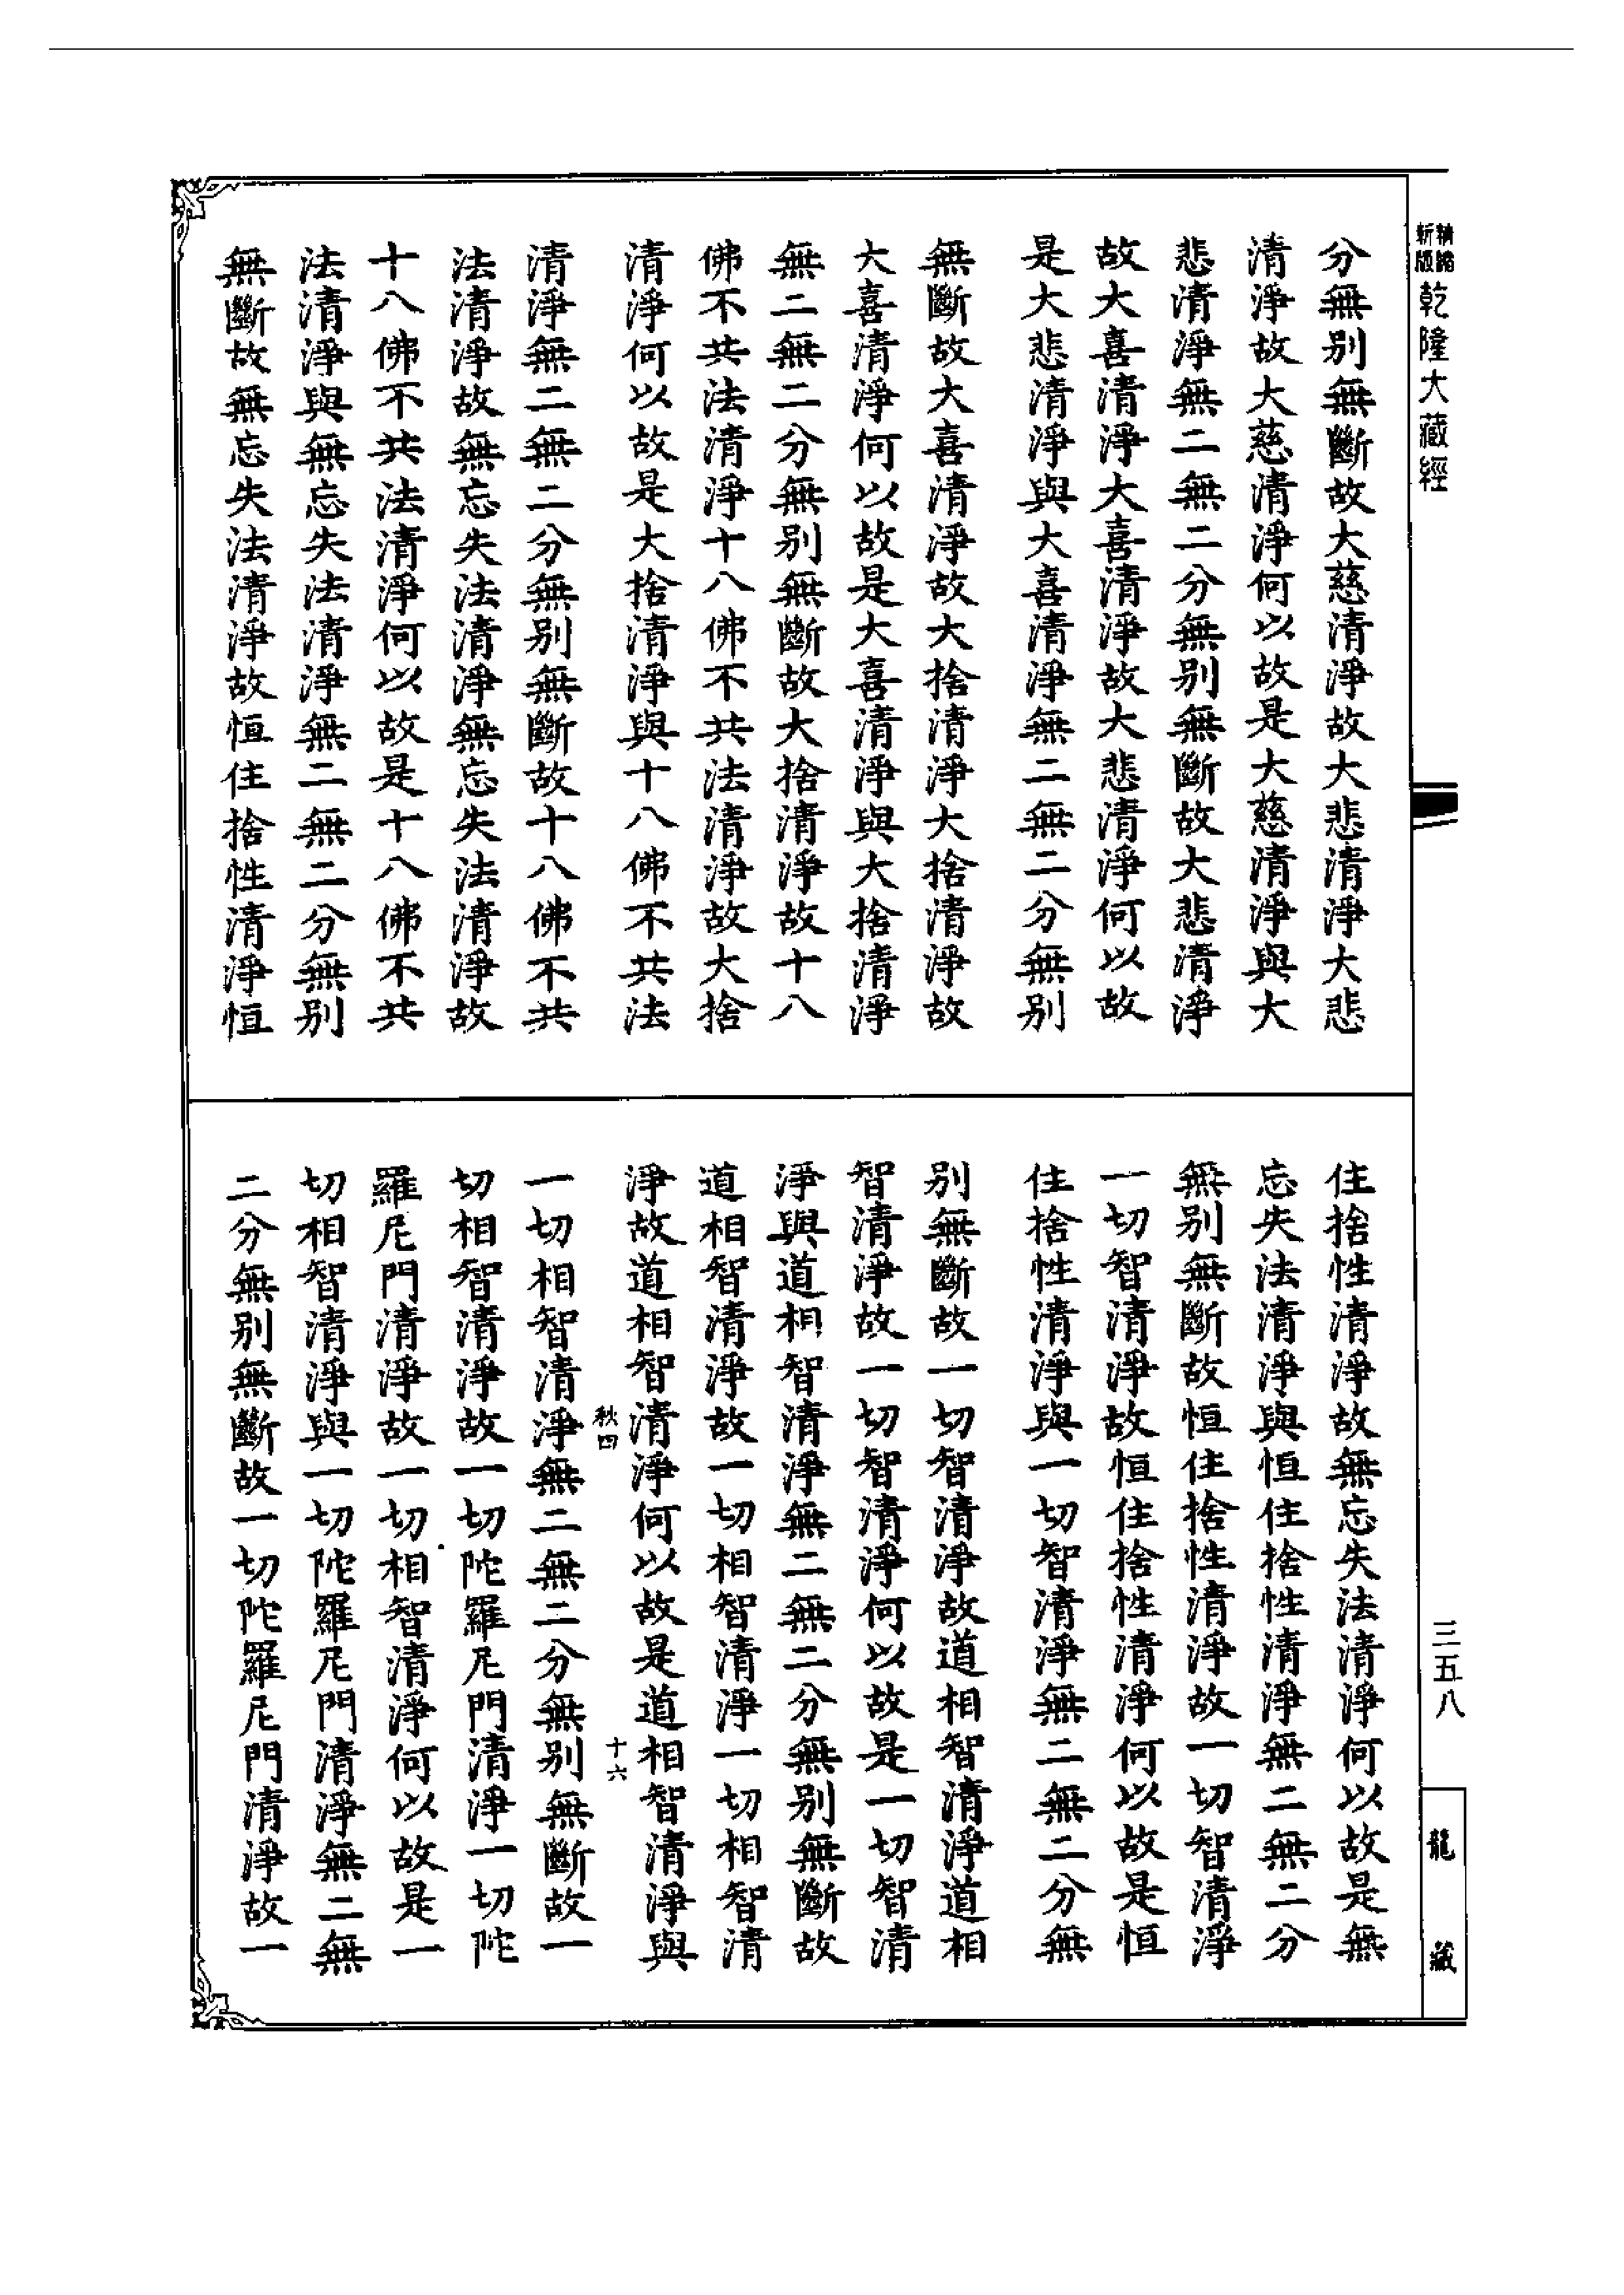 精縮
新版
乾隆大藏經
分無別無斷故大慈清淨故大悲清淨大悲
清淨故大慈清淨何以故是大慈清淨與大
悲清淨無二無二分無別無斷故大悲清淨
故大喜清淨大喜清淨故大悲清淨何以故
是大悲清淨與大喜清淨無二無二分無別
無斷故大喜清淨故大捨清淨大捨清淨故
大喜清淨何以故是大喜清淨與大捨清淨
無二無二分無別無斷故大捨清淨故十八
佛不共法清淨十八佛不共法清淨故大捨
清淨何以故是大捨清淨與十八佛不共法
清淨無二無二分無別無斷故十八佛不共
法清淨故無忘失法清淨無忘失法清淨故
十八佛不共法清淨何以故是十八佛不共
法清淨與無忘失法清淨無二無二分無別
無斷故無忘失法清淨故恒住捨性清淨恒
住捨性清淨故無忘失法清淨何以故是無
忘失法清淨與恒住捨性清淨無二無二分
無別無斷故恒住捨性清淨故一切智清淨
一切智清淨故恒住捨性清淨何以故是恒
住捨性清淨與一切智清淨無二無二分無
別無斷故一切智清淨故道相智清淨道相
智清淨故一切智清淨何以故是一切智清
淨與道相智清淨無二無二分無別無斷故
道相智清淨故一切相智清淨一切相智清
淨故道相智清淨何以故是道相智清淨與
秋四
十六
一切相智清淨無二無二分無別無斷故一
切相智清淨故一切陀羅尼門清淨一切陀
羅尼門清淨故一切相智清淨何以故是一
切相智清淨與一切陀羅尼門清淨無二無
二分無別無斷故一切陀羅尼門清淨故一
三五八
龍藏